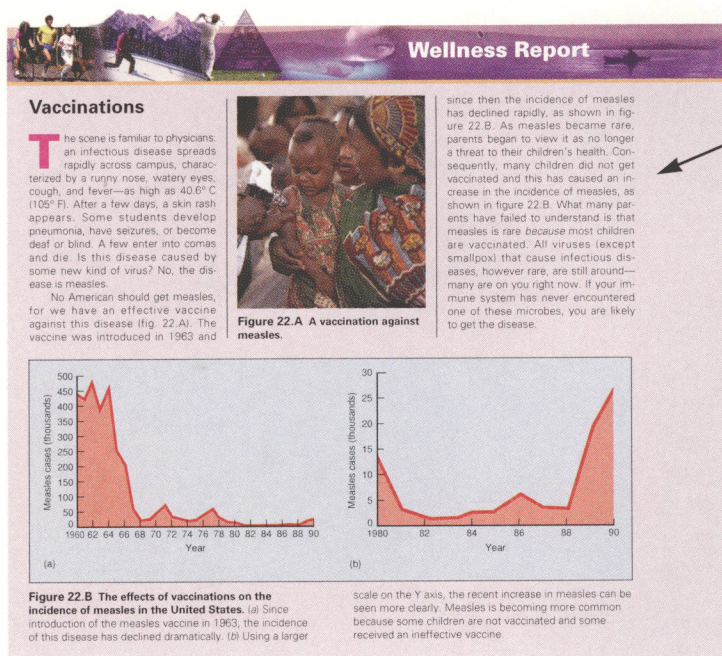 Wellness Report
Vaccinations
The scene is familiar to physicians:
an infectious disease spreads
rapidly across campus, charac-
terized by a runny nose, watery eyes,
cough, and fever—as high as 40.6° C
(105° F). After a few days, a skin rash
appears. Some students develop
pneumonia, have seizures, or become
deaf or blind. A few enter into comas
and die. Is this disease caused by
some new kind of virus? No, the dis-
ease is measles.
No American should get measles,
for we have an effective vaccine
against this disease (fig. 22.A). The
vaccine was introduced in 1963 and
Figure 22.A A vaccination against
measles.
since then the incidence of measles
has declined rapidly, as shown in fig-
ure 22.B. As measles became rare,
parents began to view it as no longer
a threat to their children's health. Con-
sequently, many children did not get
vaccinated and this has caused an in-
crease in the incidence of measles, as
shown in figure 22.B. What many par-
ents have failed to understand is that
measles is rare because most children
are vaccinated. All viruses (except
smallpox) that cause infectious dis-
eases, however rare, are still around—
many are on you right now. If your im-
mune system has never encountered
one of these microbes, you are likely
to get the disease.
Measles cases (thousands)
500
450
400
350
300
250
200
150
100
50
0
1960 62 64 66 68 70 72 74 76 78 80 82 84 86 88 90
Year
(a)
Measles cases (thousands)
30
25
20
15
10
5
0
1980 82 84 86 88 90
Year
(b)
Figure 22.B The effects of vaccinations on the
incidence of measles in the United States. (a) Since
introduction of the measles vaccine in 1963, the incidence
of this disease has declined dramatically. (b) Using a larger
scale on the Y axis, the recent increase in measles can be
seen more clearly. Measles is becoming more common
because some children are not vaccinated and some
received an ineffective vaccine.